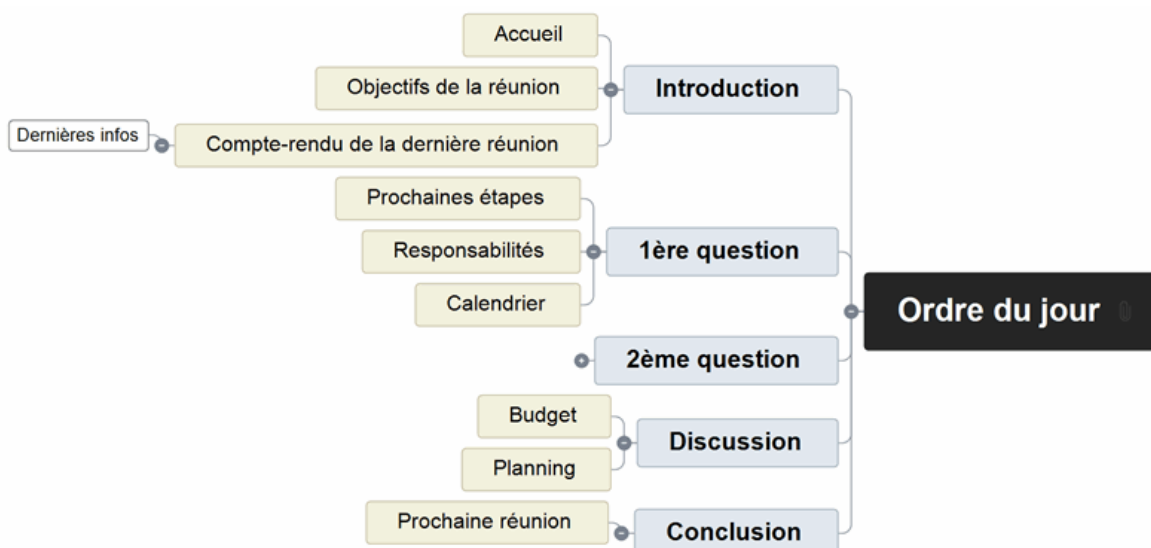 Ordre du jour
Introduction
Accueil
Objectifs de la réunion
Compte-rendu de la dernière réunion
Dernières infos
1ère question
Prochaines étapes
Responsabilités
Calendrier
2ème question
Discussion
Budget
Planning
Conclusion
Prochaine réunion